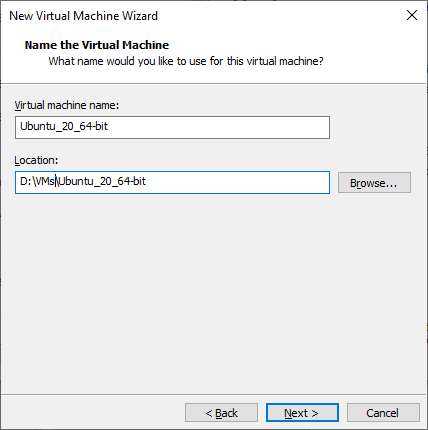 New Virtual Machine Wizard
Name the Virtual Machine
What name would you like to use for this virtual machine?
Virtual machine name:
Ubuntu_20_64-bit
Location:
D:\VMs\Ubuntu_20_64-bit
Browse...
< Back
Next >
Cancel